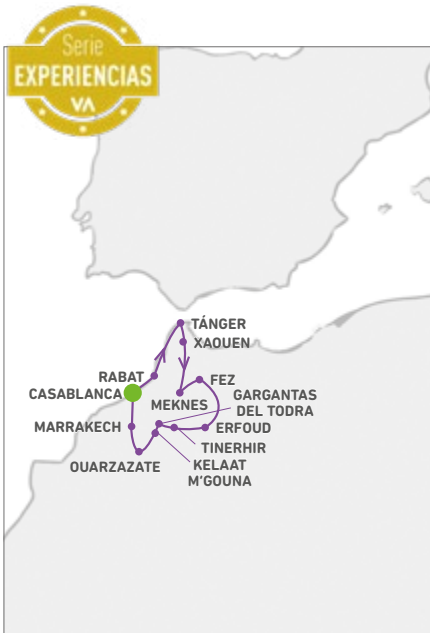 Serie
EXPERIENCIAS
VA
TÁNGER
XAOUEN
RABAT
FEZ
CASABLANCA
MEKNES
GARGANTAS
DEL TODRA
MARRAKECH
ERFOUD
TINERHIR
OUARZAZATE
KELAAT
M'GOUNA